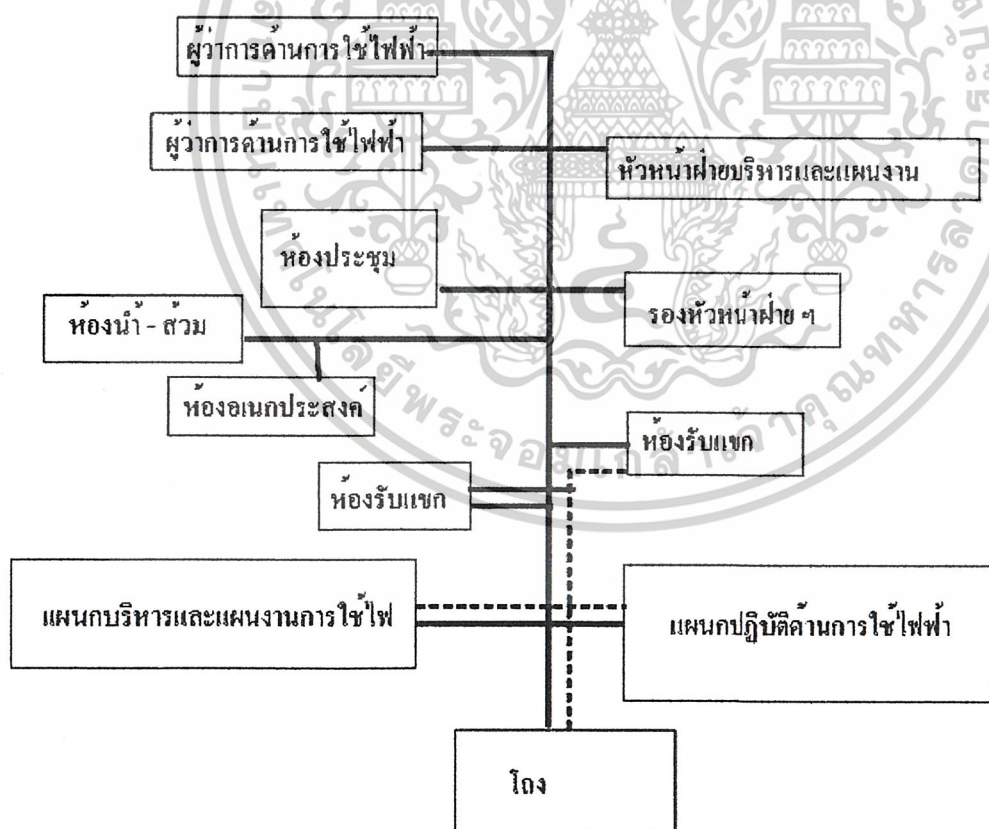 ผู้ว่าการด้านการใช้ไฟฟ้า
ผู้ว่าการด้านการใช้ไฟฟ้า
หัวหน้าฝ่ายบริหารและแผนงาน
ห้องประชุม
รองหัวหน้าฝ่าย ฯ
ห้องน้ำ - ส้วม
ห้องอเนกประสงค์
ห้องรับแขก
ห้องรับแขก
แผนกบริหารและแผนงานการใช้ไฟ
แผนกปฏิบัติด้านการใช้ไฟฟ้า
โถง